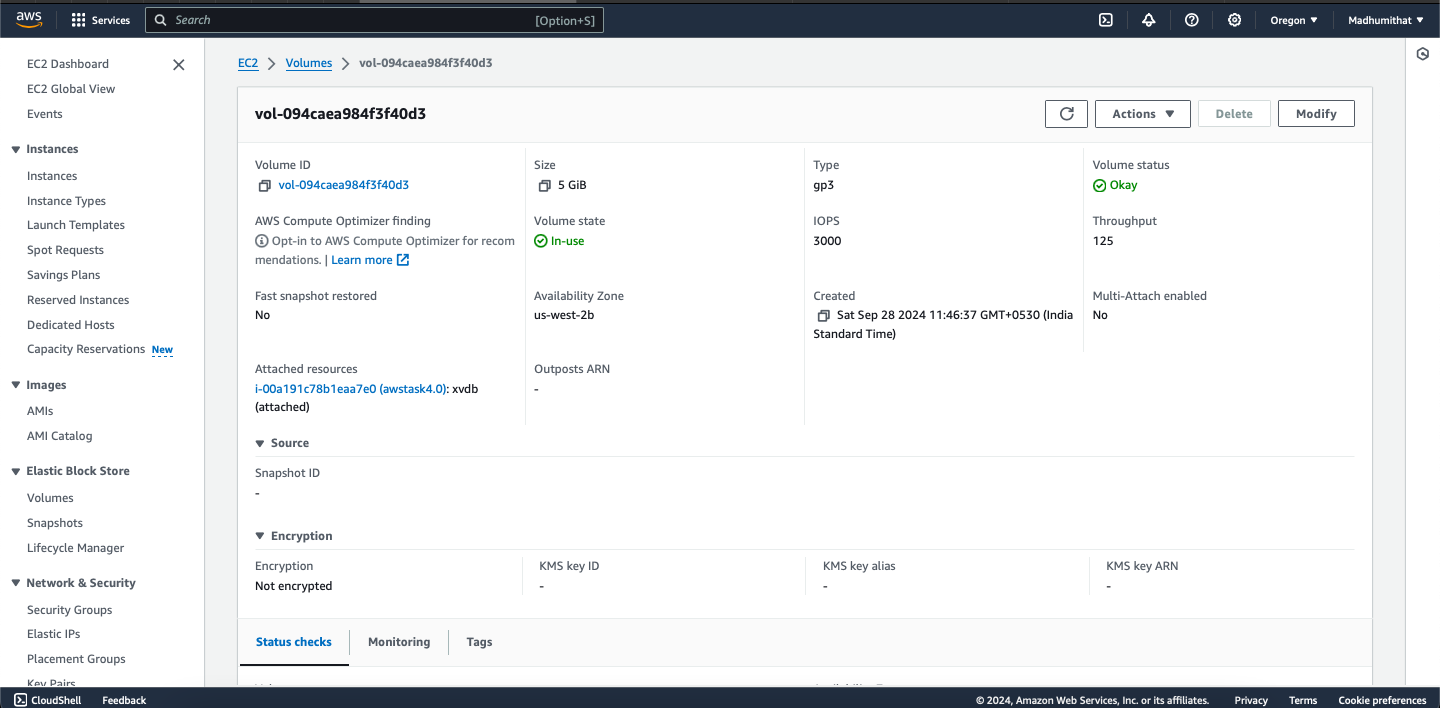 aws
Services
Search
[Option+S]
Oregon
Madhumithat
EC2 Dashboard
EC2 Global View
Events
Instances
Instances
Instance Types
Launch Templates
Spot Requests
Savings Plans
Reserved Instances
Dedicated Hosts
Capacity Reservations New
Images
AMIs
AMI Catalog
Elastic Block Store
Volumes
Snapshots
Lifecycle Manager
Network & Security
Security Groups
Elastic IPs
Placement Groups
Key Pairs
EC2 Volumes vol-094caea984f3f40d3
vol-094caea984f3f40d3
Actions
Delete
Modify
Volume ID
vol-094caea984f3f40d3
Size
5 GiB
Type
gp3
Volume status
Okay
AWS Compute Optimizer finding
Opt-in to AWS Compute Optimizer for recom
mendations. | Learn more
Volume state
In-use
IOPS
3000
Throughput
125
Fast snapshot restored
No
Availability Zone
us-west-2b
Created
Sat Sep 28 2024 11:46:37 GMT+0530 (India
Standard Time)
Multi-Attach enabled
No
Attached resources
i-00a191c78b1eaa7e0 (awstask4.0): xvdb
(attached)
Outposts ARN
-
Source
Snapshot ID
-
Encryption
Encryption
Not encrypted
KMS key ID
-
KMS key alias
-
KMS key ARN
-
Status checks
Monitoring
Tags
CloudShell
Feedback
© 2024, Amazon Web Services, Inc. or its affiliates.
Privacy
Terms
Cookie preferences